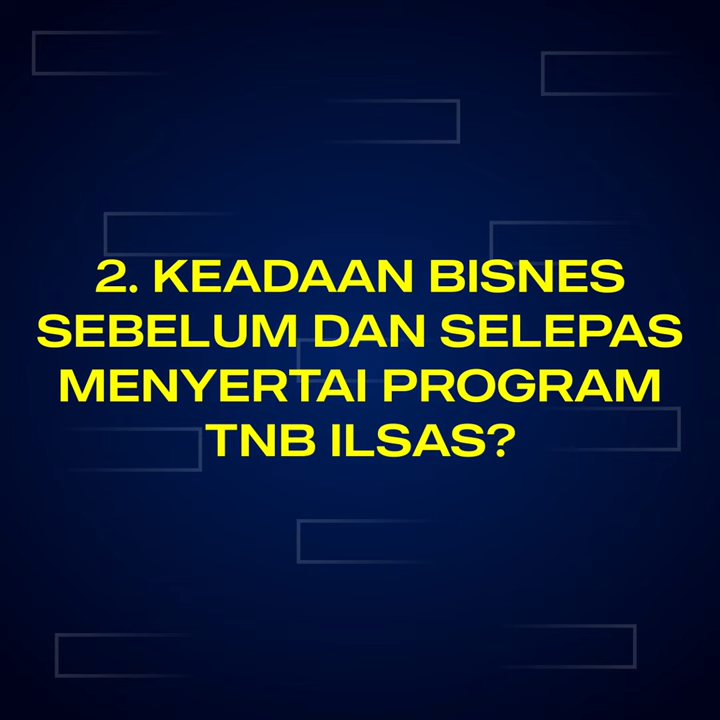 2. KEADAAN BISNES
SEBELUM DAN SELEPAS
MENYERTAI PROGRAM
TNB ILSAS?